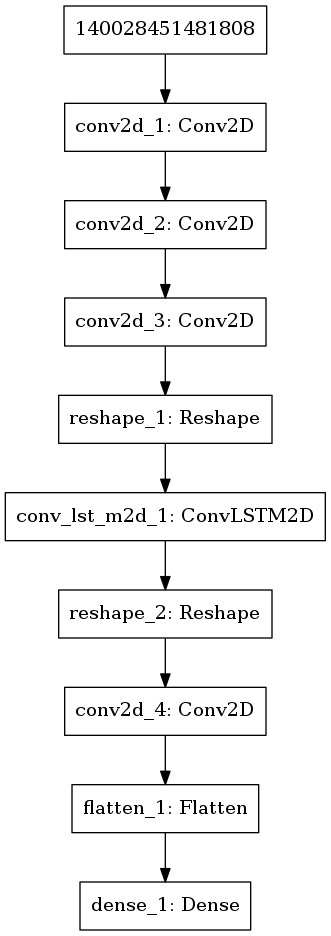 140028451481808
conv2d_1: Conv2D
conv2d_2: Conv2D
conv2d_3: Conv2D
reshape_1: Reshape
conv_lst_m2d_1: ConvLSTM2D
reshape_2: Reshape
conv2d_4: Conv2D
flatten_1: Flatten
dense_1: Dense